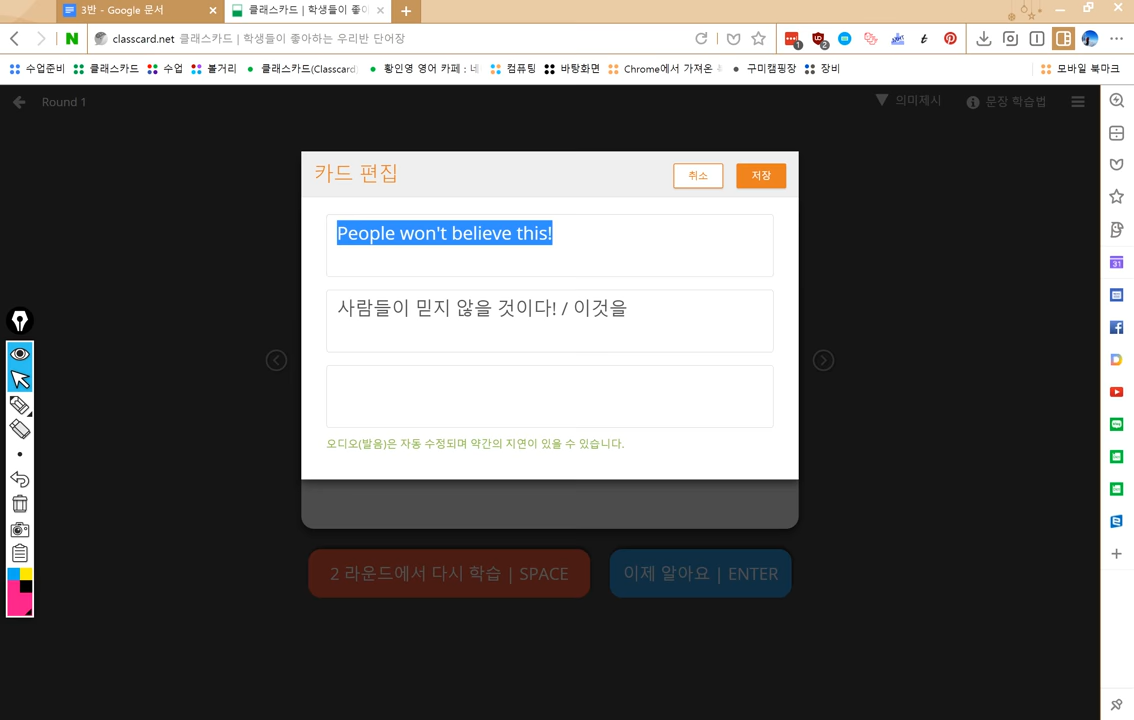 3반 - Google 문서
클래스카드 | 학생들이 좋아
classcard.net 클래스카드 | 학생들이 좋아하는 우리반 단어장
수업준비 클래스카드 수업 볼거리 클래스카드(Classcard 황인영 영어 카페 : 네 컴퓨팅 바탕화면 Chrome에서 가져온 구미캠핑장 장비 모바일 북마크
Round 1
의미제시 문장 학습법
카드 편집
취소 저장
People won't believe this!
사람들이 믿지 않을 것이다! / 이것을
오디오(발음)은 자동 수정되며 약간의 지연이 있을 수 있습니다.
2 라운드에서 다시 학습 | SPACE
이제 알아요 | ENTER